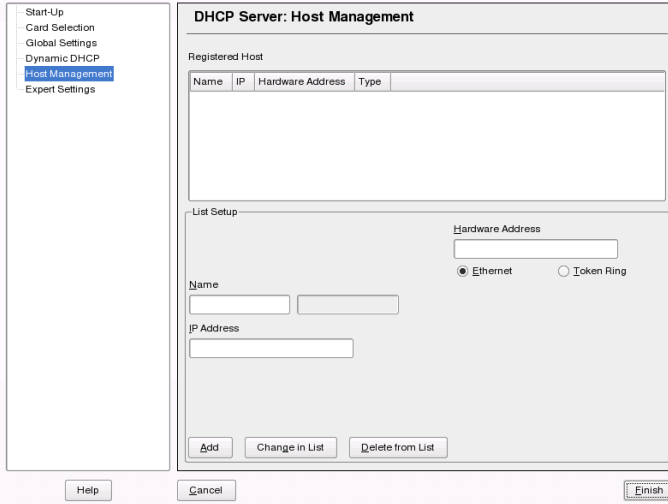 Start-Up
Card Selection
Global Settings
Dynamic DHCP
Host Management
Expert Settings
DHCP Server: Host Management
Registered Host
Name IP Hardware Address Type
List Setup
Hardware Address
Ethernet Token Ring
Name
IP Address
Add Change in List Delete from List
Help Cancel Finish